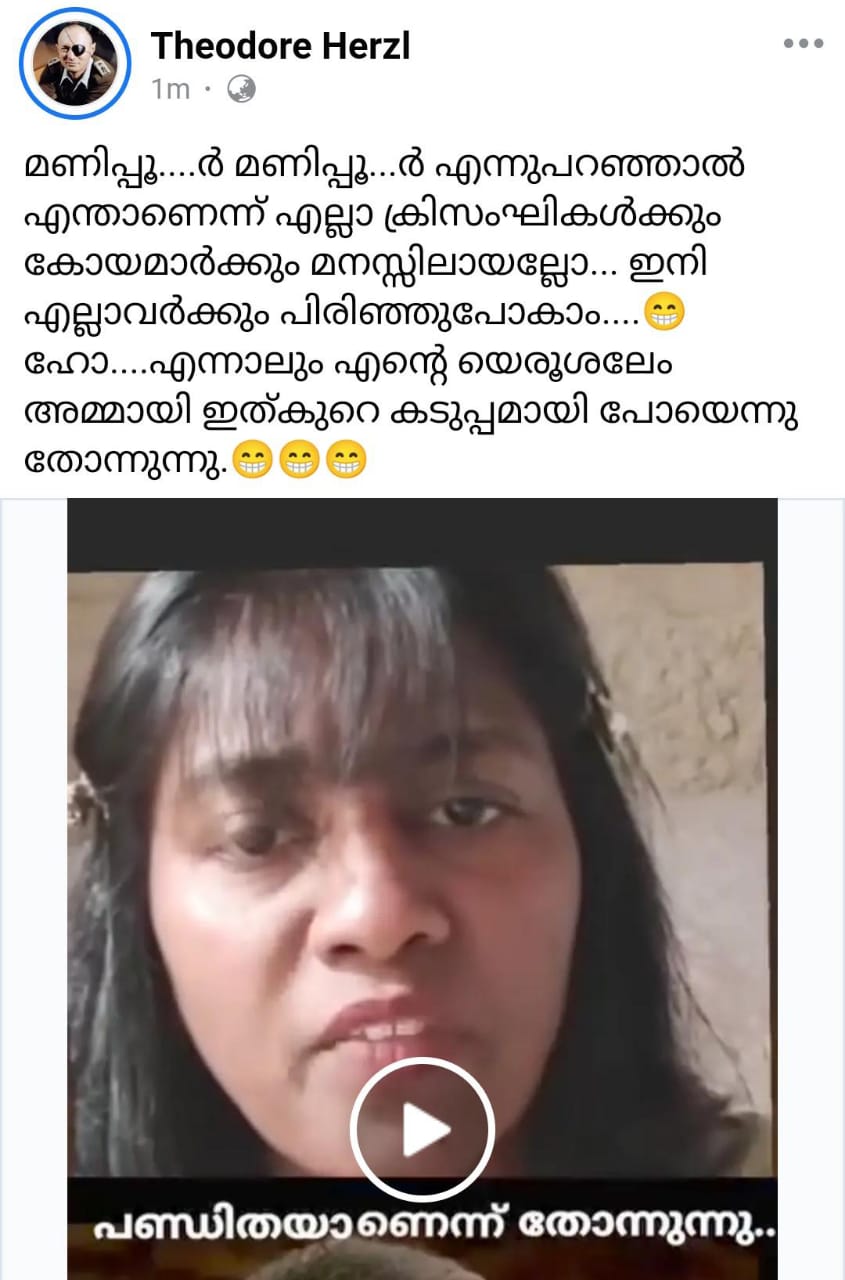 Theodore Herzl
1m ·
മണിപ്പൂ....ർ മണിപ്പൂ...ർ എന്നുപറഞ്ഞാൽ
എന്താണെന്ന് എല്ലാ ക്രിസംഘികൾക്കും
കോയമാർക്കും മനസ്സിലായല്ലോ... ഇനി
എല്ലാവർക്കും പിരിഞ്ഞുപോകാം....😁
ഹോ....എന്നാലും എന്റെ യെരൂശലേം
അമ്മായി ഇത്കുറെ കടുപ്പമായി പോയെന്നു
തോന്നുന്നു.😁😁😁
പണ്ഡിതയാണെന്ന് തോന്നുന്നു..